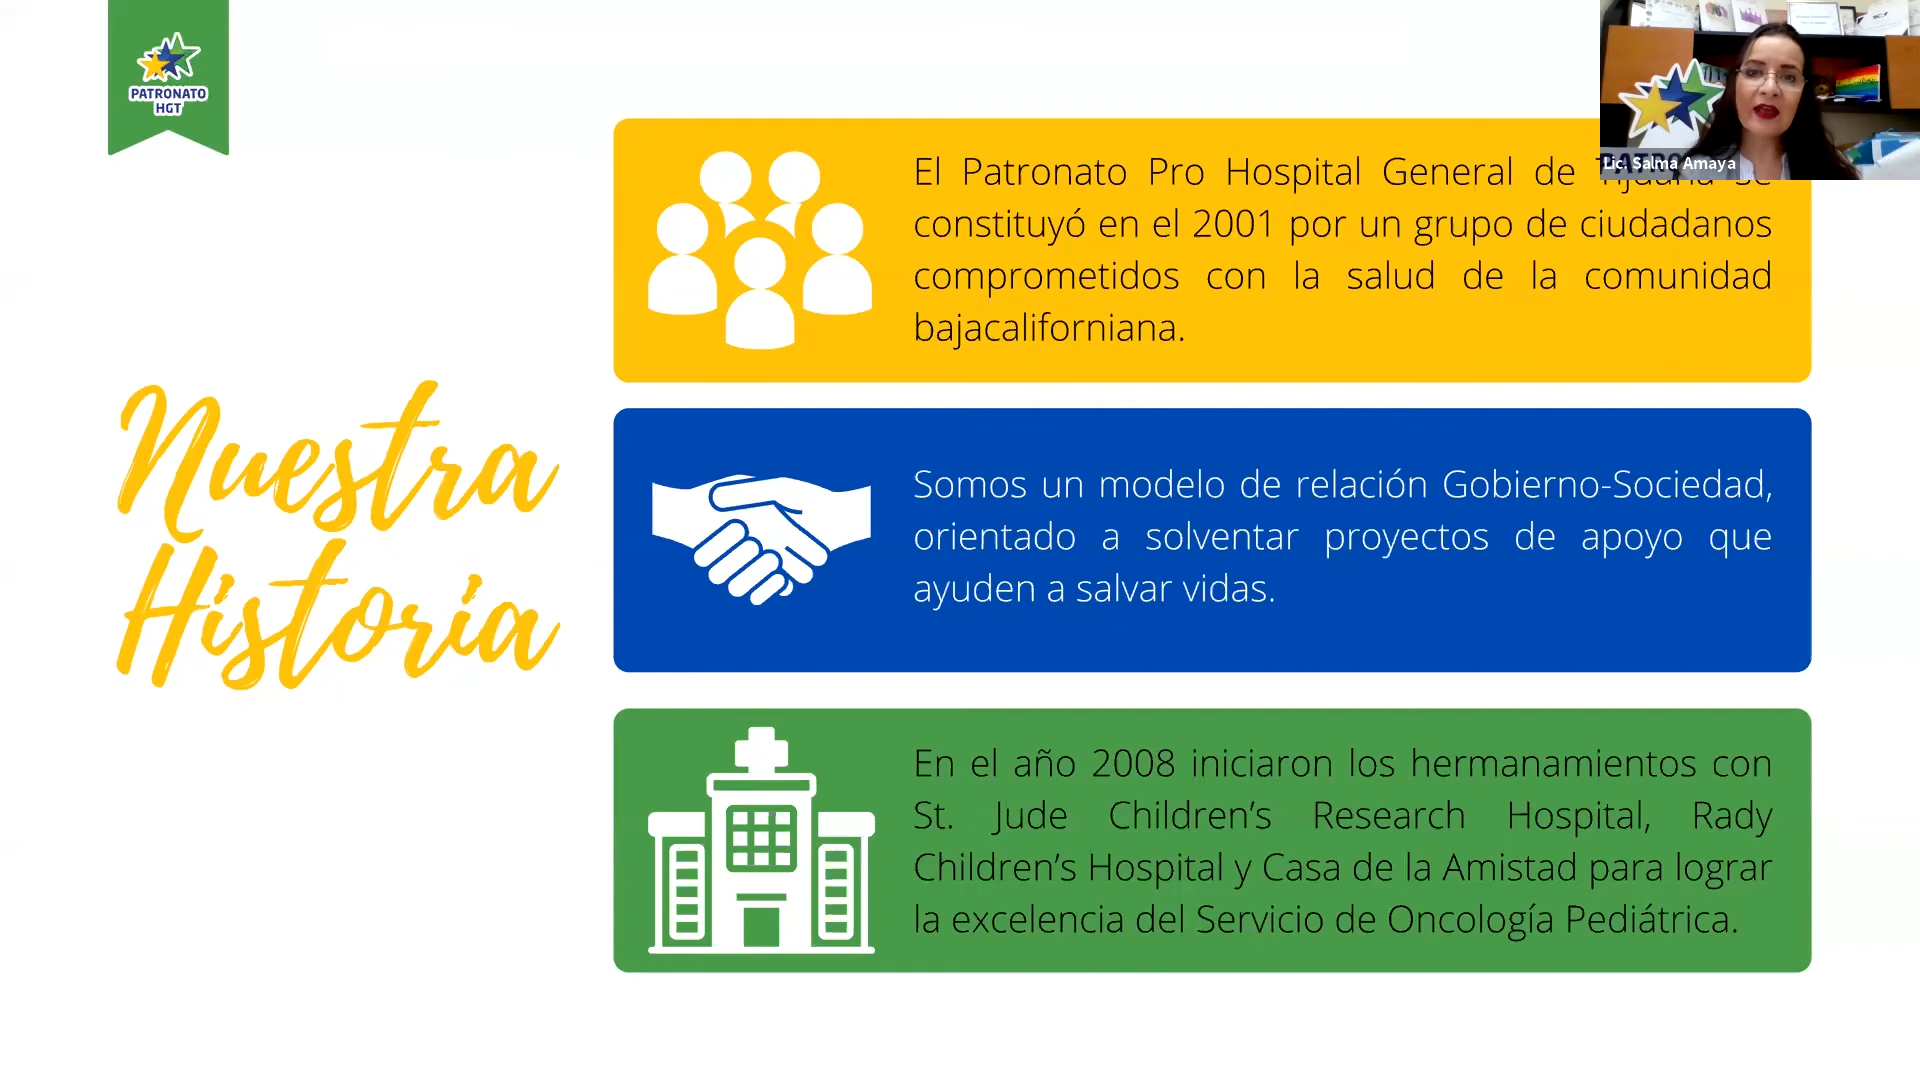 PATRONATO
HGT
Nuestra
Historia
El Patronato Pro Hospital General de Tijuana se
constituyó en el 2001 por un grupo de ciudadanos
comprometidos con la salud de la comunidad
bajacaliforniana.
Somos un modelo de relación Gobierno-Sociedad,
orientado a solventar proyectos de apoyo que
ayuden a salvar vidas.
En el año 2008 iniciaron los hermanamientos con
St. Jude Children’s Research Hospital, Rady
Children’s Hospital y Casa de la Amistad para lograr
la excelencia del Servicio de Oncología Pediátrica.
Lic. Salma Amaya